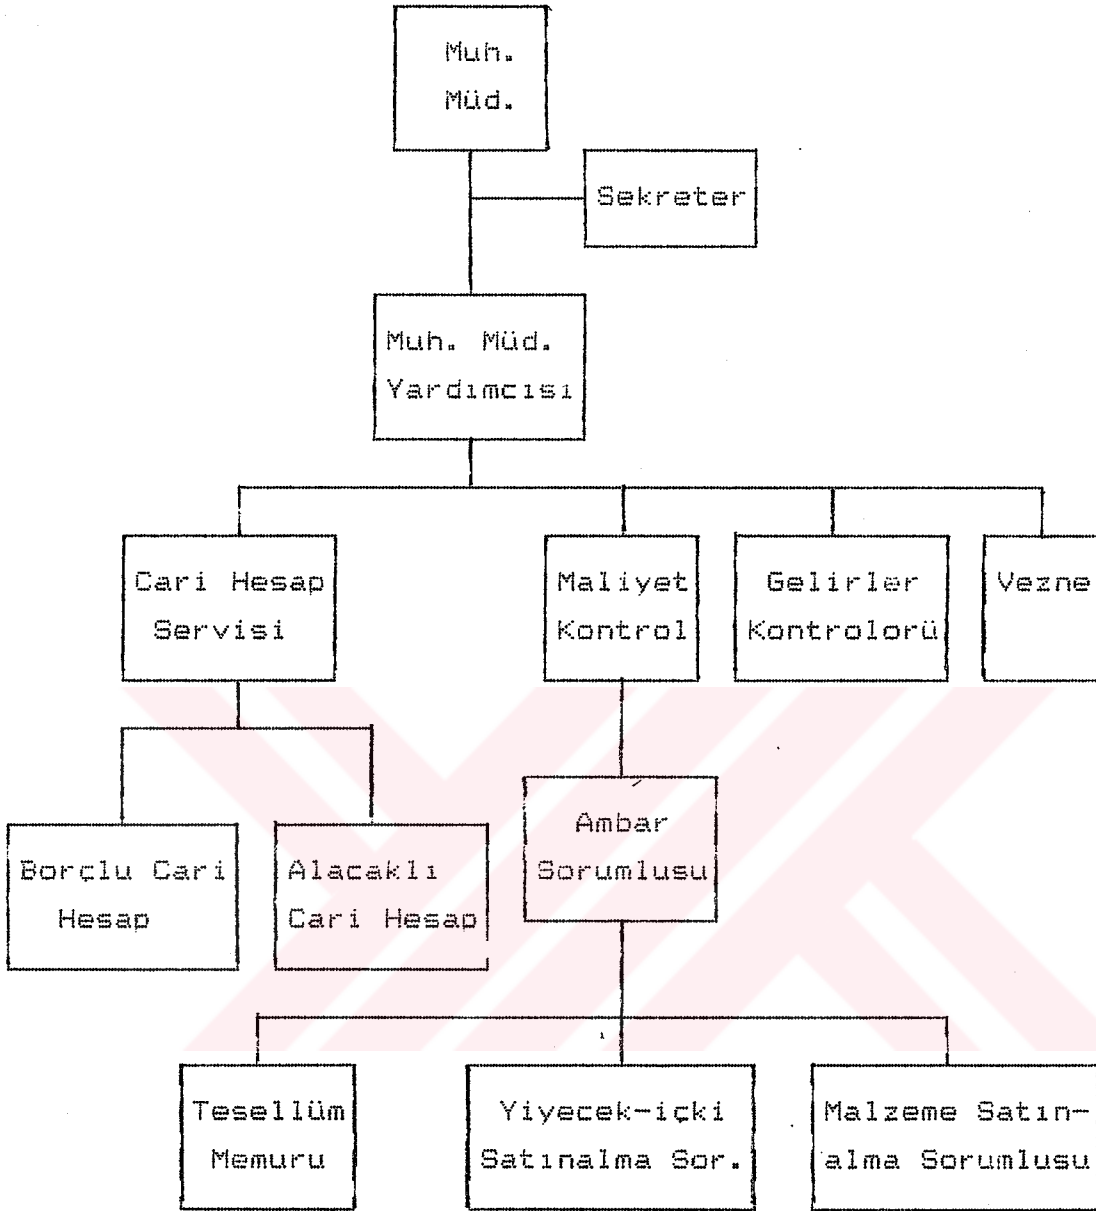 Muh.
Müd.
Sekreter
Muh. Müd.
Yardımcısı
Cari Hesap
Servisi
Maliyet
Kontrol
Gelirler
Kontrolorü
Vezne
Borçlu Cari
Hesap
Alacaklı
Cari Hesap
Ambar
Sorumlusu
Tesellüm
Memuru
Yiyecek-içki
Satınalma Sor.
Malzeme Satın-
alma Sorumlusu